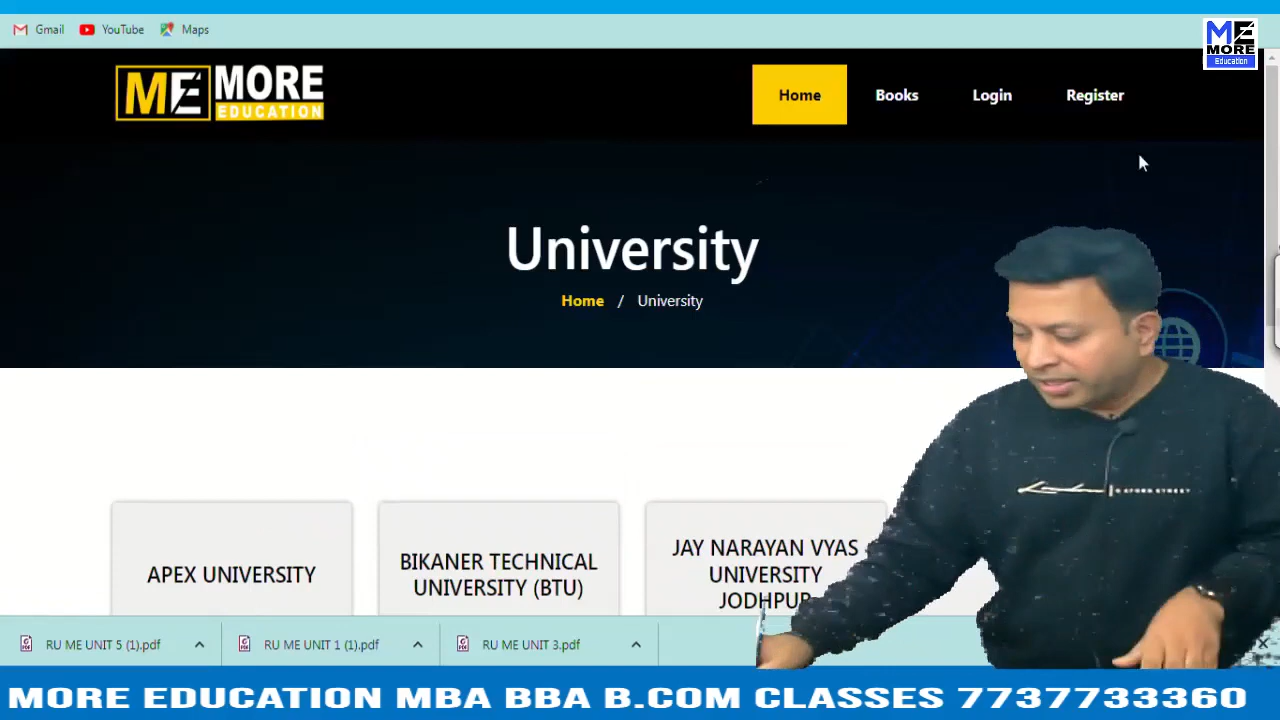 Gmail YouTube Maps
ME
MORE
Education
ME MORE
EDUCATION
Home Books Login Register
University
Home / University
APEX UNIVERSITY
BIKANER TECHNICAL
UNIVERSITY (BTU)
JAY NARAYAN VYAS
UNIVERSITY
JODHPUR
RU ME UNIT 5 (1).pdf RU ME UNIT 1 (1).pdf RU ME UNIT 3.pdf
MORE EDUCATION MBA BBA B.COM CLASSES 7737733360